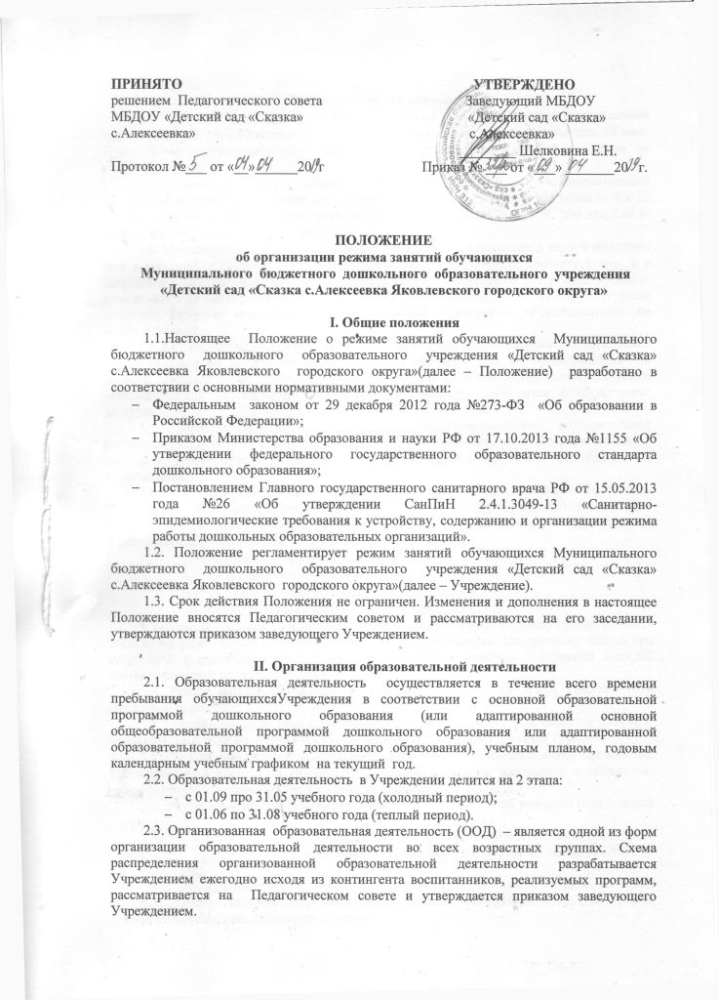 ПРИНЯТО
решением Педагогического совета
МБДОУ «Детский сад «Сказка»
с.Алексеевка»
Протокол № 5 от «04» 04 2019г
УТВЕРЖДЕНО
Заведующий МБДОУ
«Детский сад «Сказка»
с.Алексеевка»
Шелковина Е.Н.
Приказ № от «09» 04 2019г.
ПОЛОЖЕНИЕ
об организации режима занятий обучающихся
Муниципального бюджетного дошкольного образовательного учреждения
«Детский сад «Сказка с.Алексеевка Яковлевского городского округа»
I. Общие положения
1.1.Настоящее Положение о режиме занятий обучающихся Муниципального
бюджетного дошкольного образовательного учреждения «Детский сад «Сказка»
с.Алексеевка Яковлевского городского округа»(далее – Положение) разработано в
соответствии с основными нормативными документами:
– Федеральным законом от 29 декабря 2012 года №273-ФЗ «Об образовании в
Российской Федерации»;
– Приказом Министерства образования и науки РФ от 17.10.2013 года №1155 «Об
утверждении федерального государственного образовательного стандарта
дошкольного образования»;
– Постановлением Главного государственного санитарного врача РФ от 15.05.2013
года №26 «Об утверждении СанПиН 2.4.1.3049-13 «Санитарно-
эпидемиологические требования к устройству, содержанию и организации режима
работы дошкольных образовательных организаций».
1.2. Положение регламентирует режим занятий обучающихся Муниципального
бюджетного дошкольного образовательного учреждения «Детский сад «Сказка»
с.Алексеевка Яковлевского городского округа»(далее – Учреждение).
1.3. Срок действия Положения не ограничен. Изменения и дополнения в настоящее
Положение вносятся Педагогическим советом и рассматриваются на его заседании,
утверждаются приказом заведующего Учреждением.
II. Организация образовательной деятельности
2.1. Образовательная деятельность осуществляется в течение всего времени
пребывания обучающихсяУчреждения в соответствии с основной образовательной
программой дошкольного образования (или адаптированной основной
общеобразовательной программой дошкольного образования или адаптированной
образовательной программой дошкольного образования), учебным планом, годовым
календарным учебным графиком на текущий год.
2.2. Образовательная деятельность в Учреждении делится на 2 этапа:
– с 01.09 про 31.05 учебного года (холодный период);
– с 01.06 по 31.08 учебного года (теплый период).
2.3. Организованная образовательная деятельность (ООД) – является одной из форм
организации образовательной деятельности во всех возрастных группах. Схема
распределения организованной образовательной деятельности разрабатывается
Учреждением ежегодно исходя из контингента воспитанников, реализуемых программ,
рассматривается на Педагогическом совете и утверждается приказом заведующего
Учреждением.